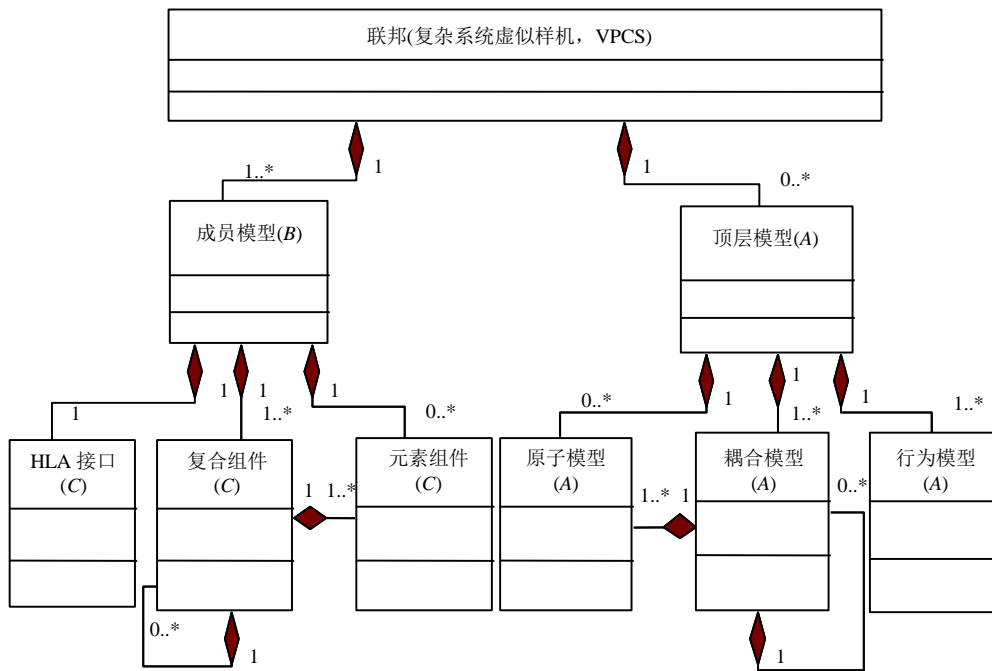 联邦(复杂系统虚拟样机，VPCS)
1
1
1..*
0..*
成员模型(B)
顶层模型(A)
1
1
1
1
1
1
1
1..*
0..*
0..*
1..*
1..*
HLA 接口
(C)
复合组件
(C)
元素组件
(C)
原子模型
(A)
耦合模型
(A)
行为模型
(A)
1
1..*
1..*
1
0..*
0..*
1
1